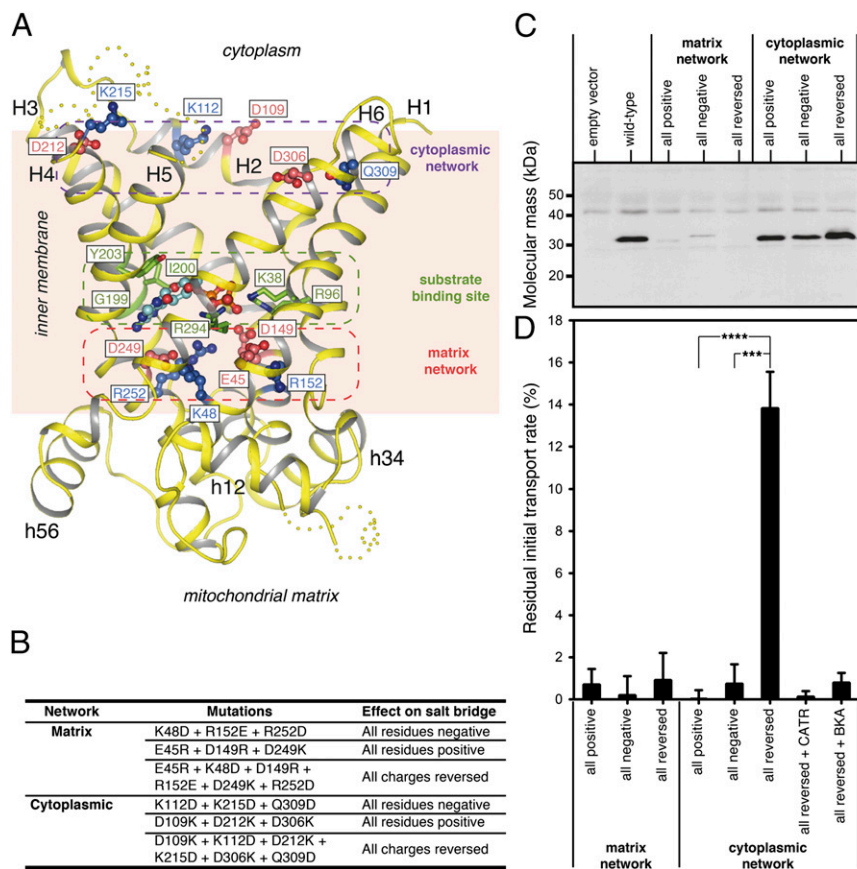 A
cytoplasm
K215
H3
K112
D109
H6
H1
D212
H4
H5
H2
D306
Q309
cytoplasmic
network
inner membrane
Y203
I200
K38
G199
R96
substrate
binding site
R294
D149
D249
matrix
network
R252
E45
R152
K48
h34
h12
h56
mitochondrial matrix
B
Network Mutations Effect on salt bridge
Matrix K48D + R152E + R252D All residues negative
E45R + D149R + D249K All residues positive
E45R + K48D + D149R +
R152E + D249K + R252D All charges reversed
Cytoplasmic K112D + K215D + Q309D All residues negative
D109K + D212K + D306K All residues positive
D109K + K112D + D212K +
K215D + D306K + Q309D All charges reversed
C
matrix
network
cytoplasmic
network
empty vector
wild-type
all positive
all negative
all reversed
all positive
all negative
all reversed
Molecular mass (kDa)
50
40
30
20
D
Residual initial transport rate (%)
18
16
14
12
10
8
6
4
2
0
****
***
all positive
all negative
all reversed
all positive
all negative
all reversed
all reversed + CATR
all reversed + BKA
matrix
network
cytoplasmic
network